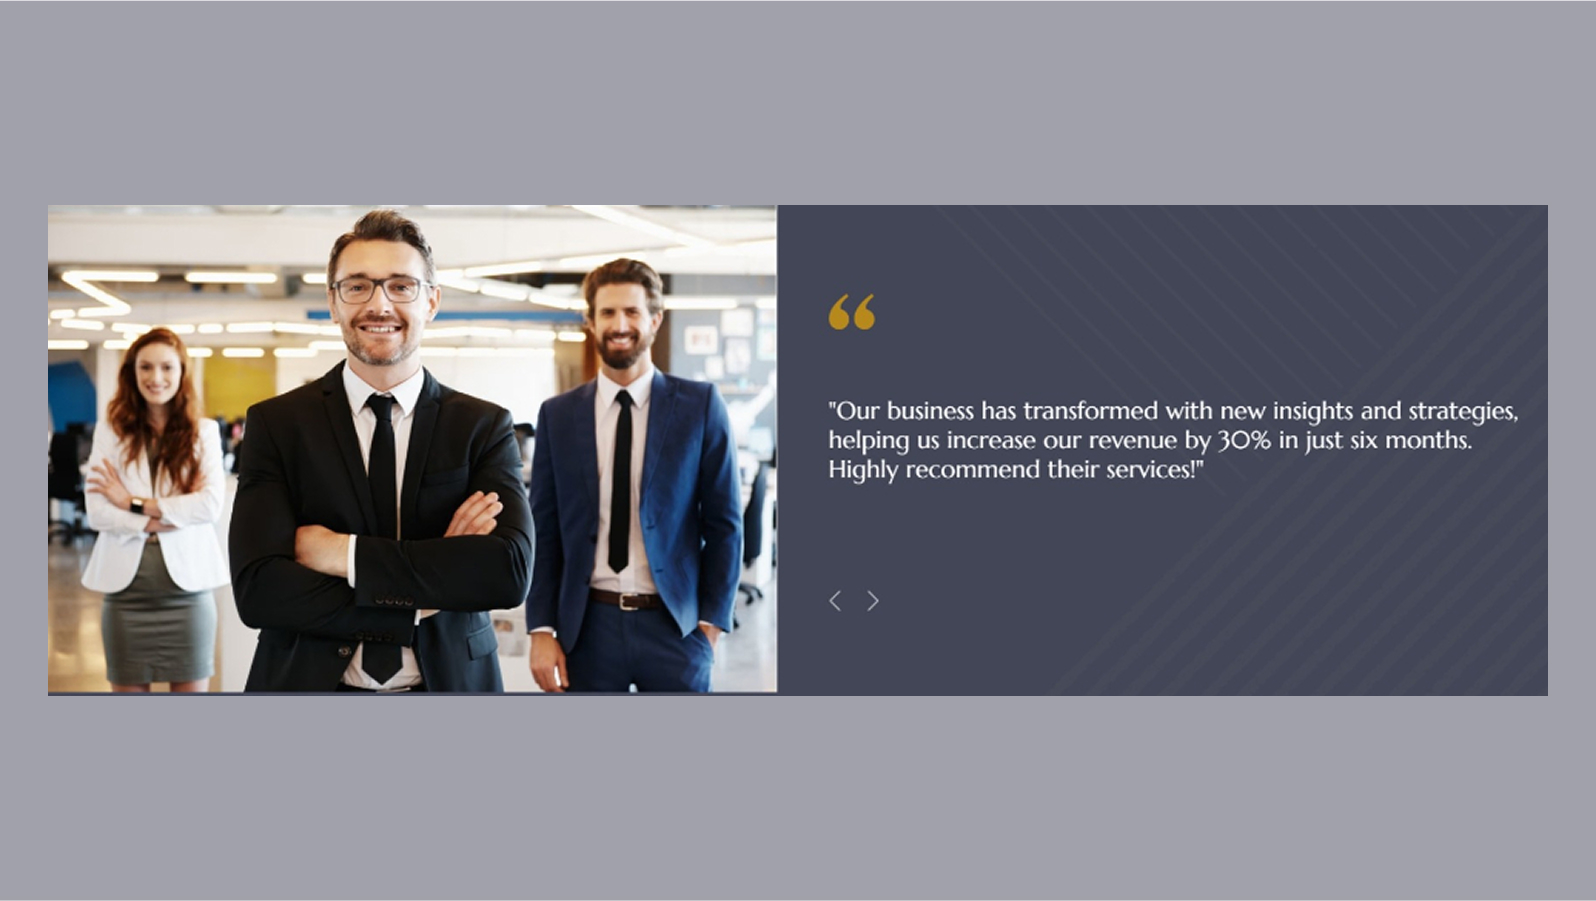 "Our business has transformed with new insights and strategies,
helping us increase our revenue by 30% in just six months.
Highly recommend their services!"